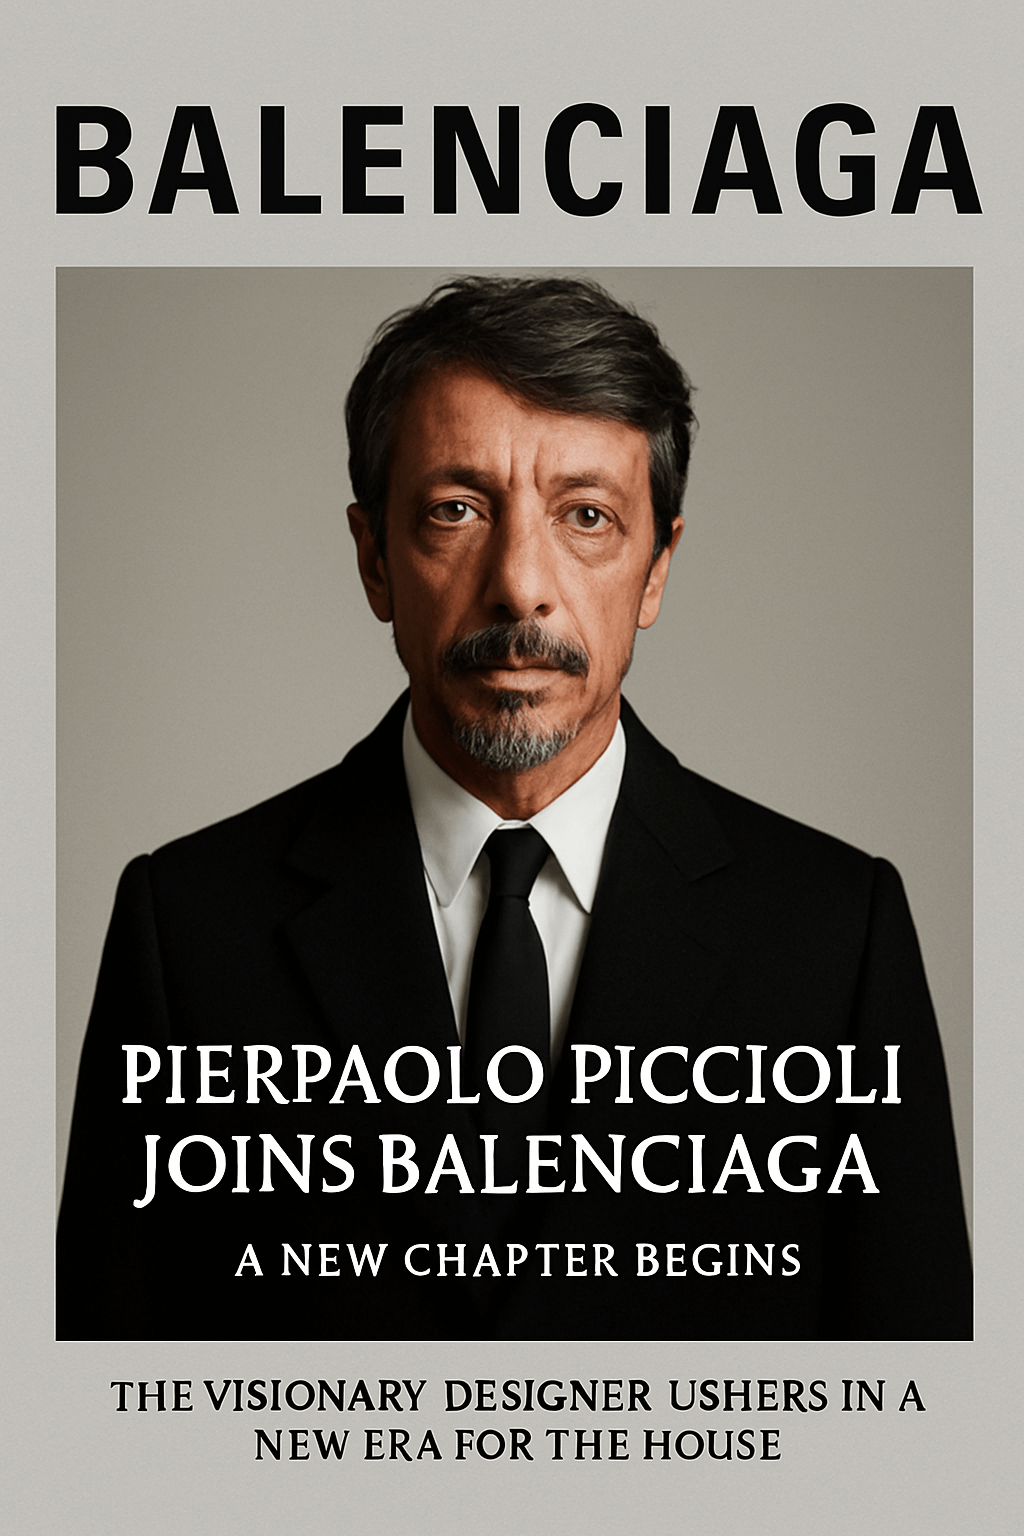 BALENCIAGA
PIERPAOLO PICCIOLI
JOINS BALENCIAGA
A NEW CHAPTER BEGINS
THE VISIONARY DESIGNER USHERS IN A
NEW ERA FOR THE HOUSE